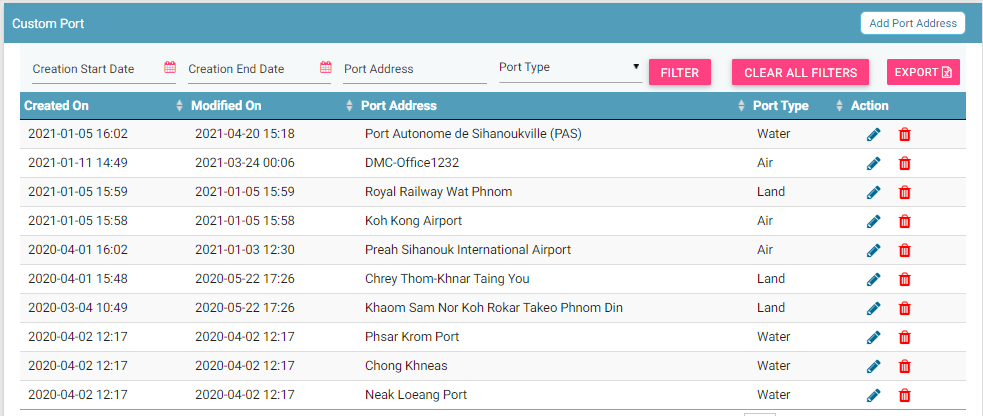 Custom Port Add Port Address
Creation Start Date Creation End Date Port Address Port Type FILTER CLEAR ALL FILTERS EXPORT
Created On Modified On Port Address Port Type Action
2021-01-05 16:02 2021-04-20 15:18 Port Autonome de Sihanoukville (PAS) Water
2021-01-11 14:49 2021-03-24 00:06 DMC-Office1232 Air
2021-01-05 15:59 2021-01-05 15:59 Royal Railway Wat Phnom Land
2021-01-05 15:58 2021-01-05 15:58 Koh Kong Airport Air
2020-04-01 16:02 2021-01-03 12:30 Preah Sihanouk International Airport Air
2020-04-01 15:48 2020-05-22 17:26 Chrey Thom-Khnar Taing You Land
2020-03-04 10:49 2020-05-22 17:26 Khaom Sam Nor Koh Rokar Takeo Phnom Din Land
2020-04-02 12:17 2020-04-02 12:17 Phsar Krom Port Water
2020-04-02 12:17 2020-04-02 12:17 Chong Khneas Water
2020-04-02 12:17 2020-04-02 12:17 Neak Loeang Port Water